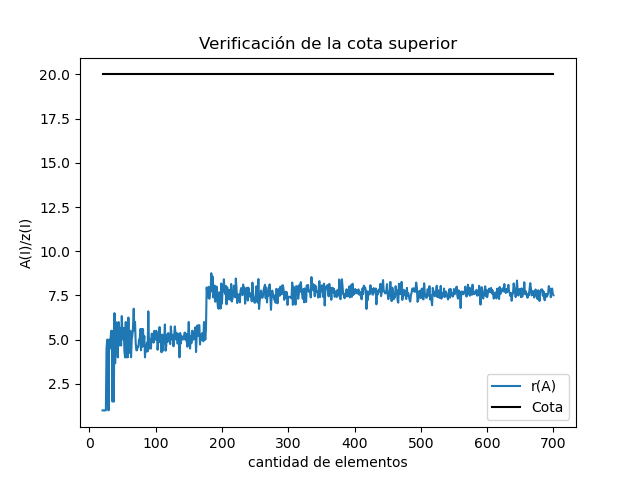 Verificación de la cota superior
A(I)/z(I)
20.0
17.5
15.0
12.5
10.0
7.5
5.0
2.5
0 100 200 300 400 500 600 700
cantidad de elementos
r(A)
Cota